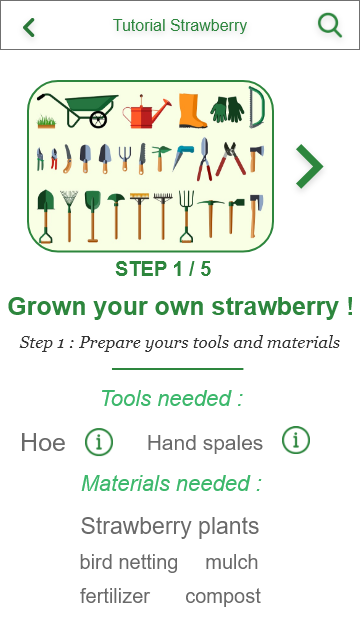 Tutorial Strawberry
STEP 1 / 5
Grown your own strawberry !
Step 1 : Prepare yours tools and materials
Tools needed :
Hoe i Hand spales i
Materials needed :
Strawberry plants
bird netting mulch
fertilizer compost